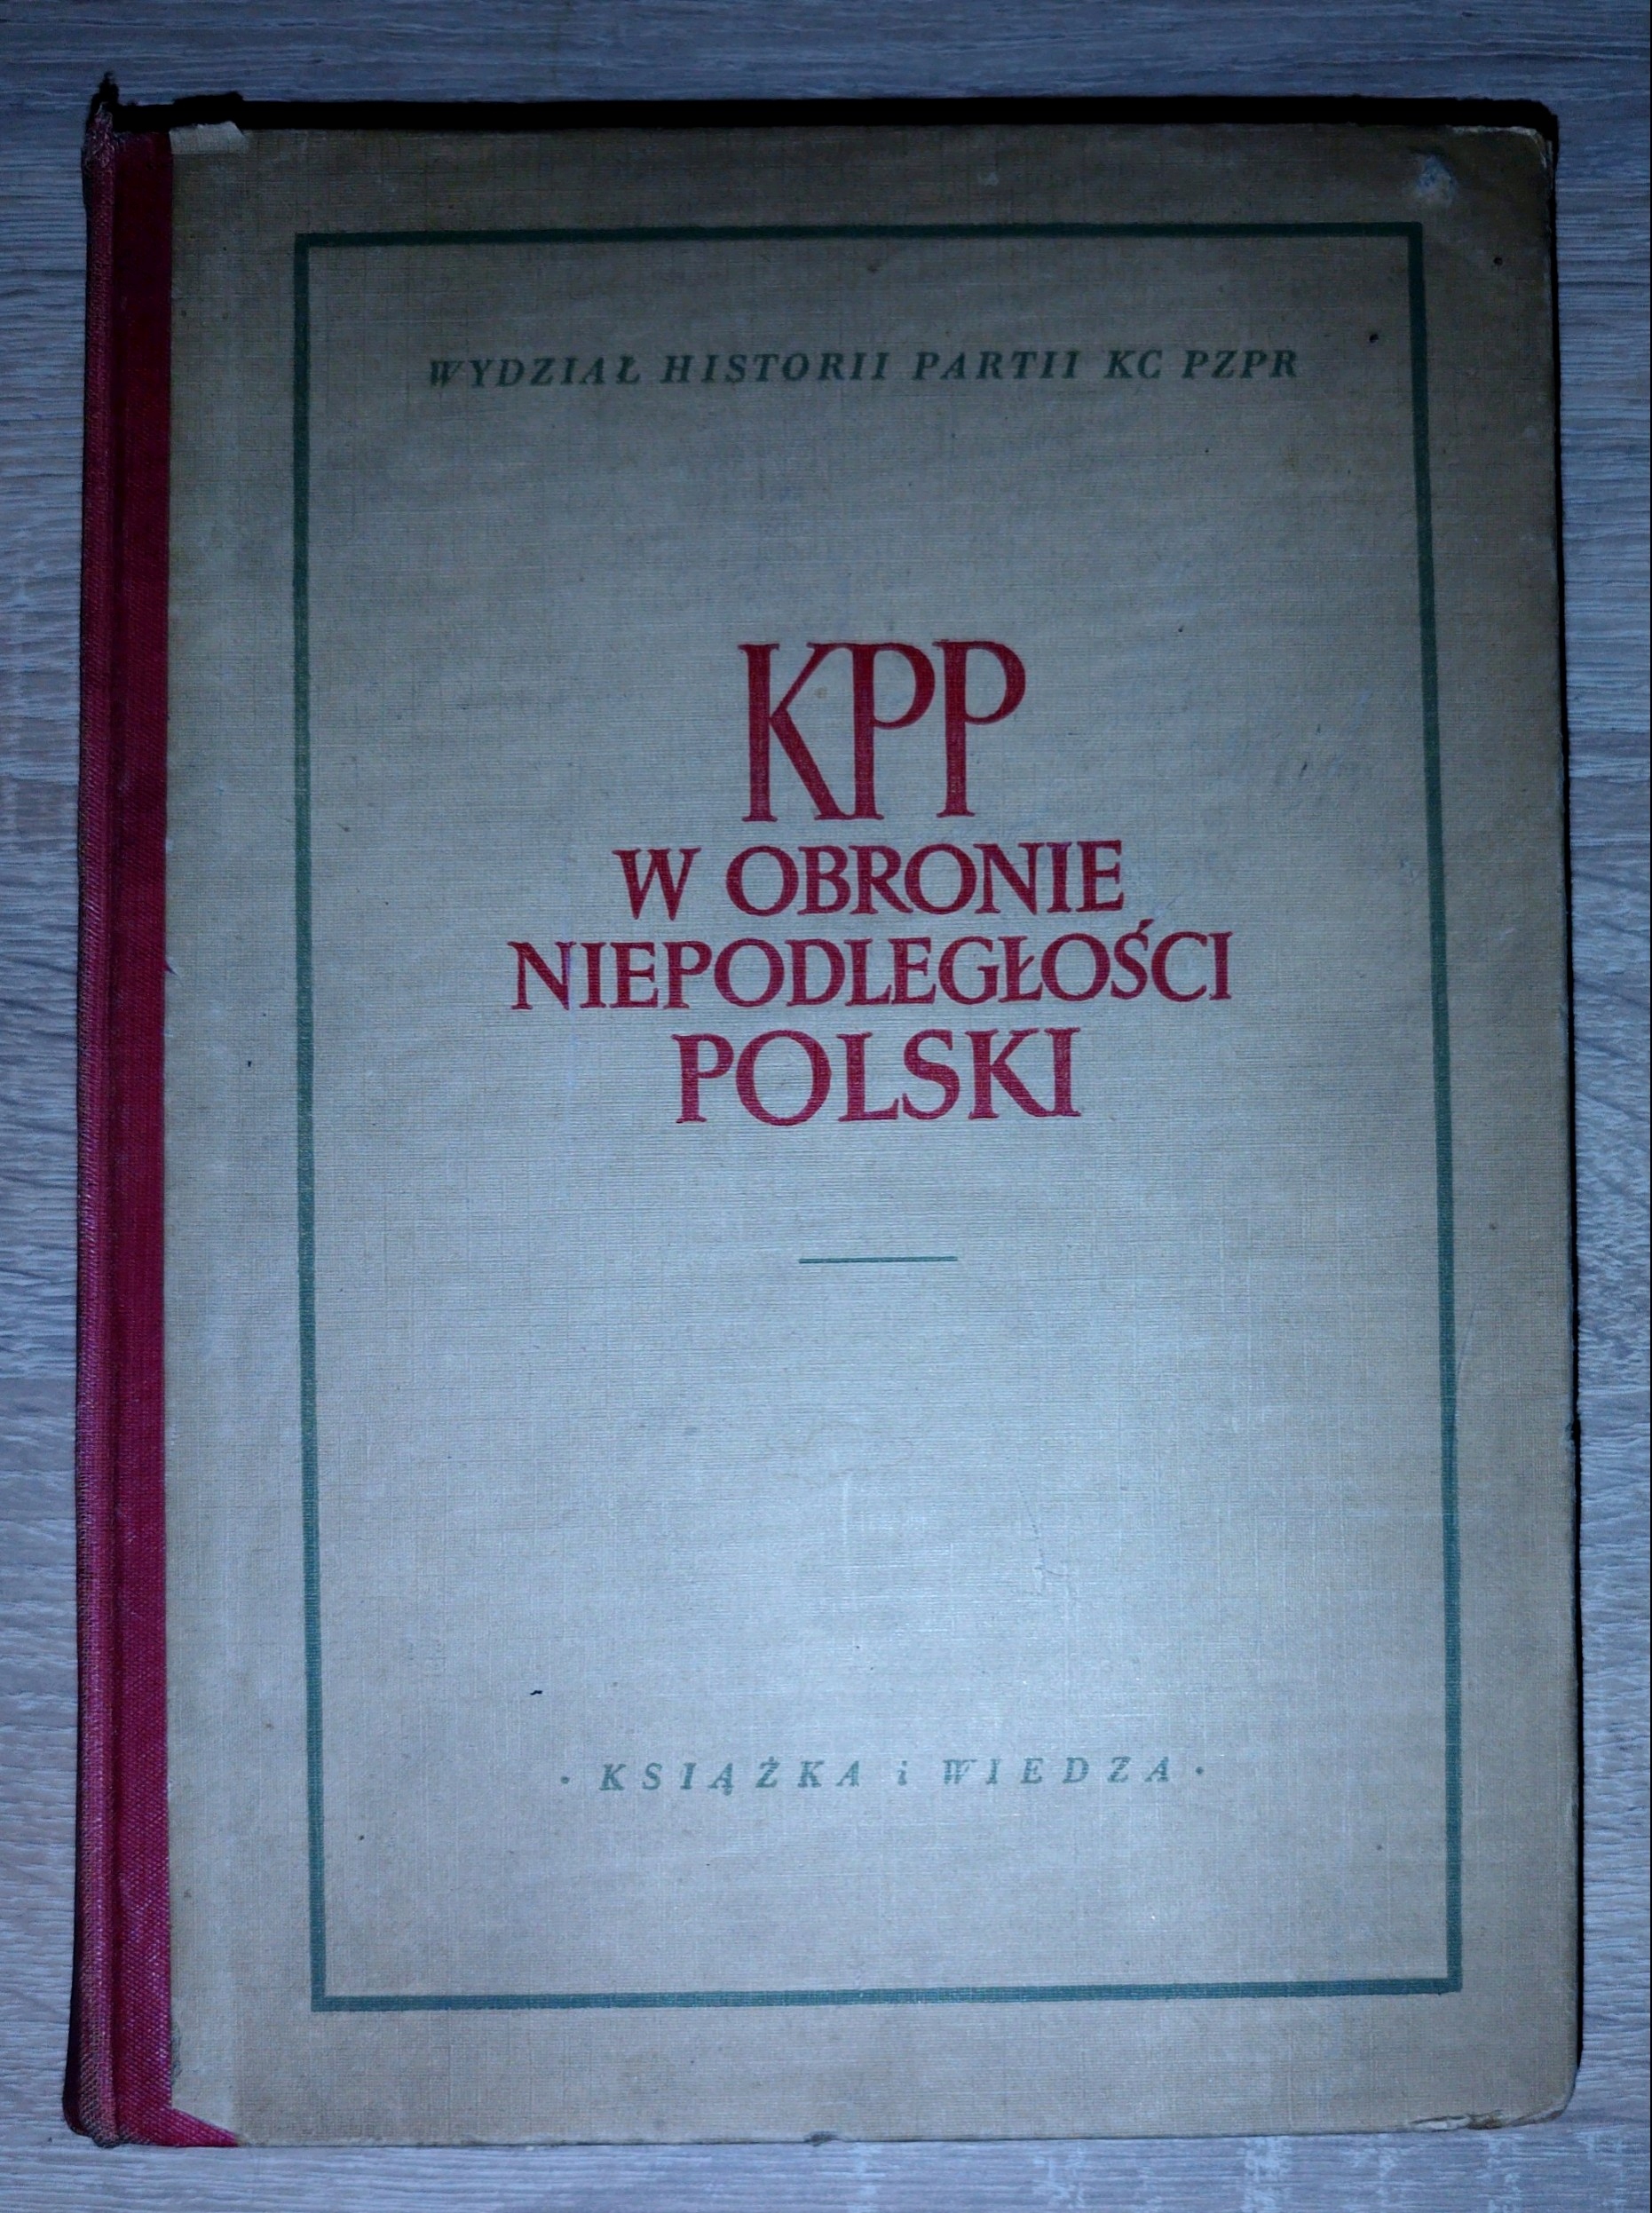 WYDZIAŁ HISTORII PARTII KC PZPR
KPP
W OBRONIE
NIEPODLEGŁOŚCI
POLSKI
• KSIĄŻKA i WIEDZA •